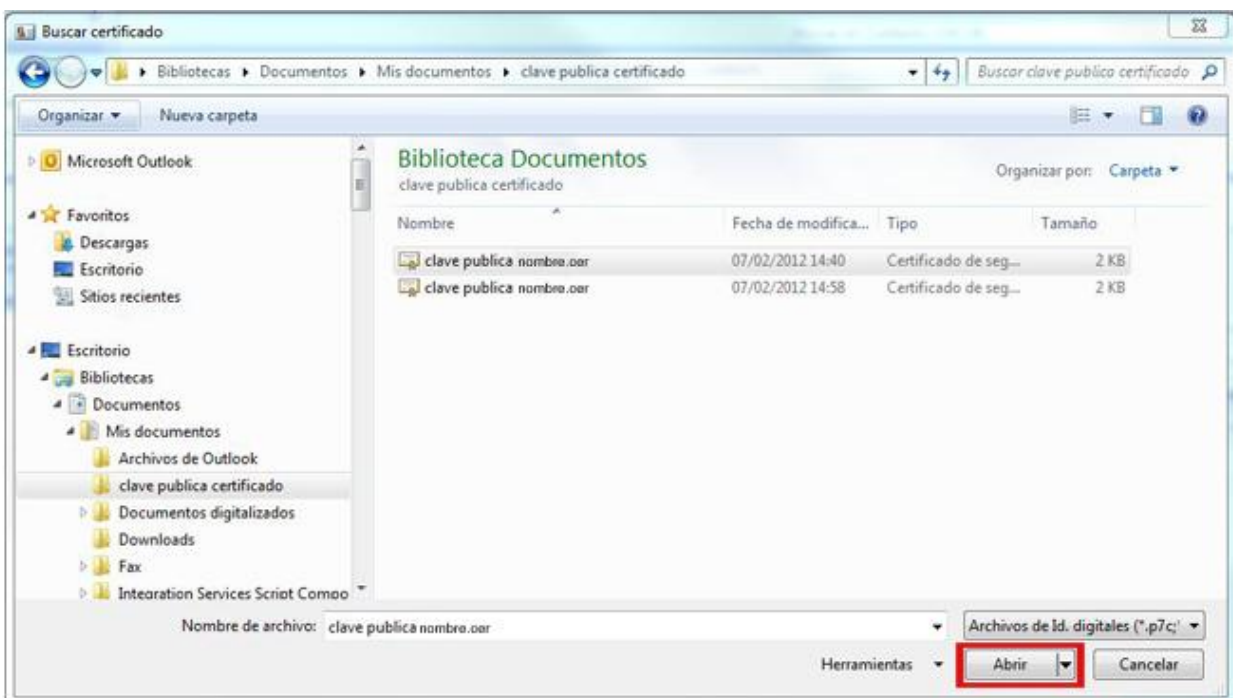 Buscar certificado
Bibliotecas ▸ Documentos ▸ Mis documentos ▸ clave publica certificado
Buscar clave publica certificado
Organizar
Nueva carpeta
Microsoft Outlook
Favoritos
Descargas
Escritorio
Sitios recientes
Escritorio
Bibliotecas
Documentos
Mis documentos
Archivos de Outlook
clave publica certificado
Documentos digitalizados
Downloads
Fax
Integration Services Script Compo
Biblioteca Documentos
clave publica certificado
Organizar por: Carpeta
Nombre Fecha de modifica... Tipo Tamaño
clave publica nombre.cer 07/02/2012 14:40 Certificado de seg... 2 KB
clave publica nombre.cer 07/02/2012 14:58 Certificado de seg... 2 KB
Nombre de archivo: clave publica nombre.cer
Archivos de Id. digitales (*.p7c;
Herramientas Abrir Cancelar